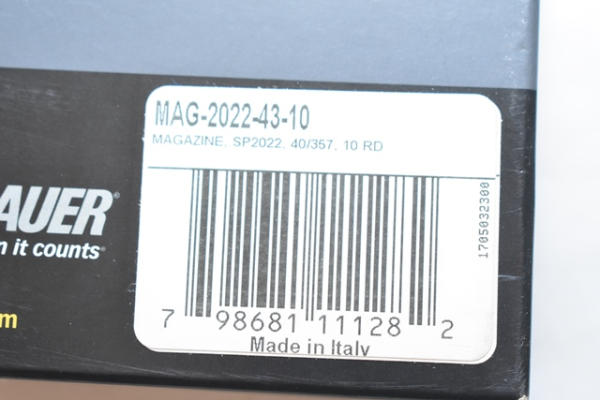 MAG-2022-43-10
MAGAZINE, SP2022, 40/357, 10 RD
AUER®
it counts®
m
1705032300
7 98681 11128 2
Made in Italy